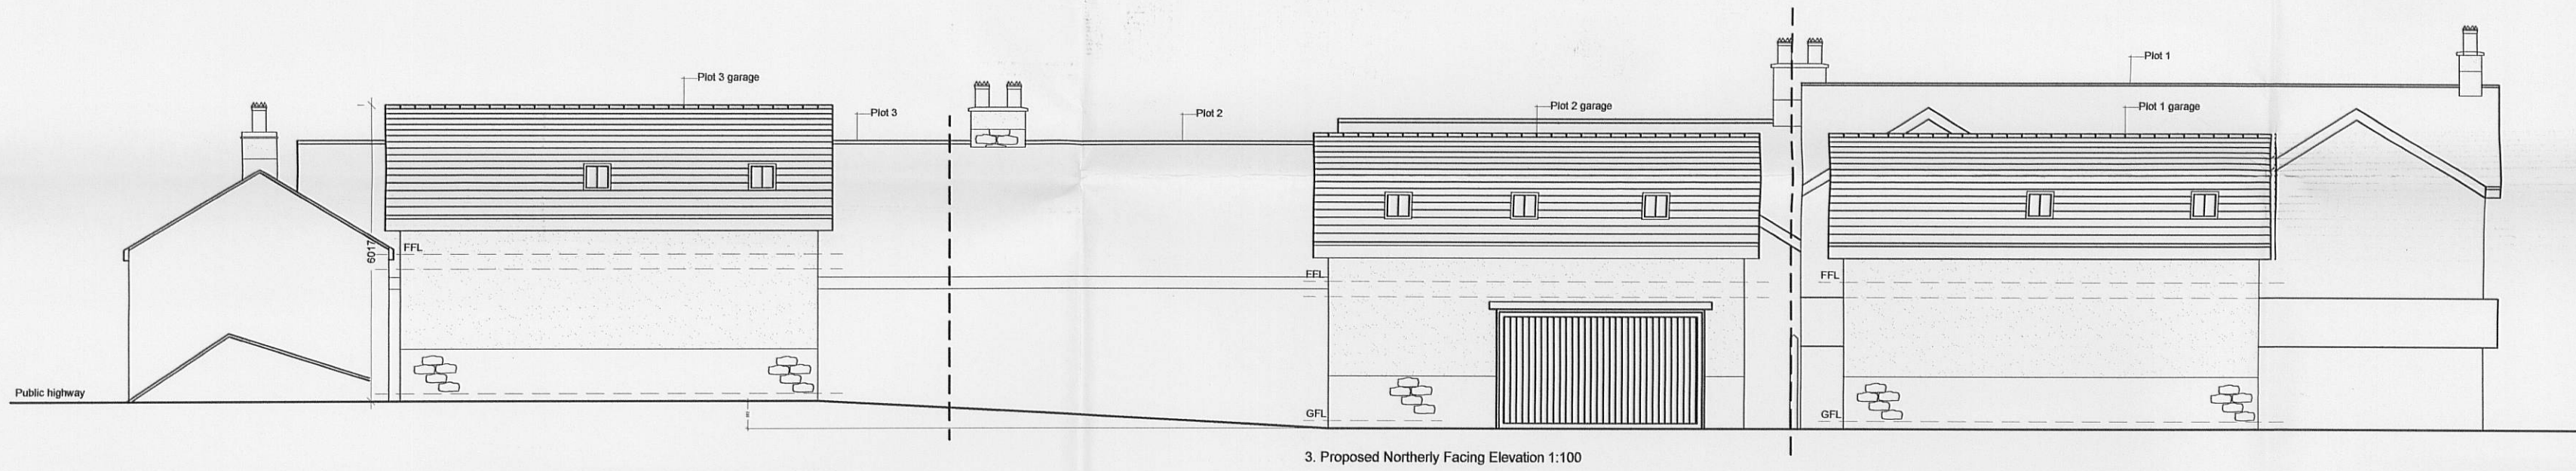 Plot 1
Plot 3 garage
Plot 2 garage
Plot 1 garage
Plot 3
Plot 2
6017
FFL
FFL
FFL
Public highway
GFL
GFL
3. Proposed Northerly Facing Elevation 1:100